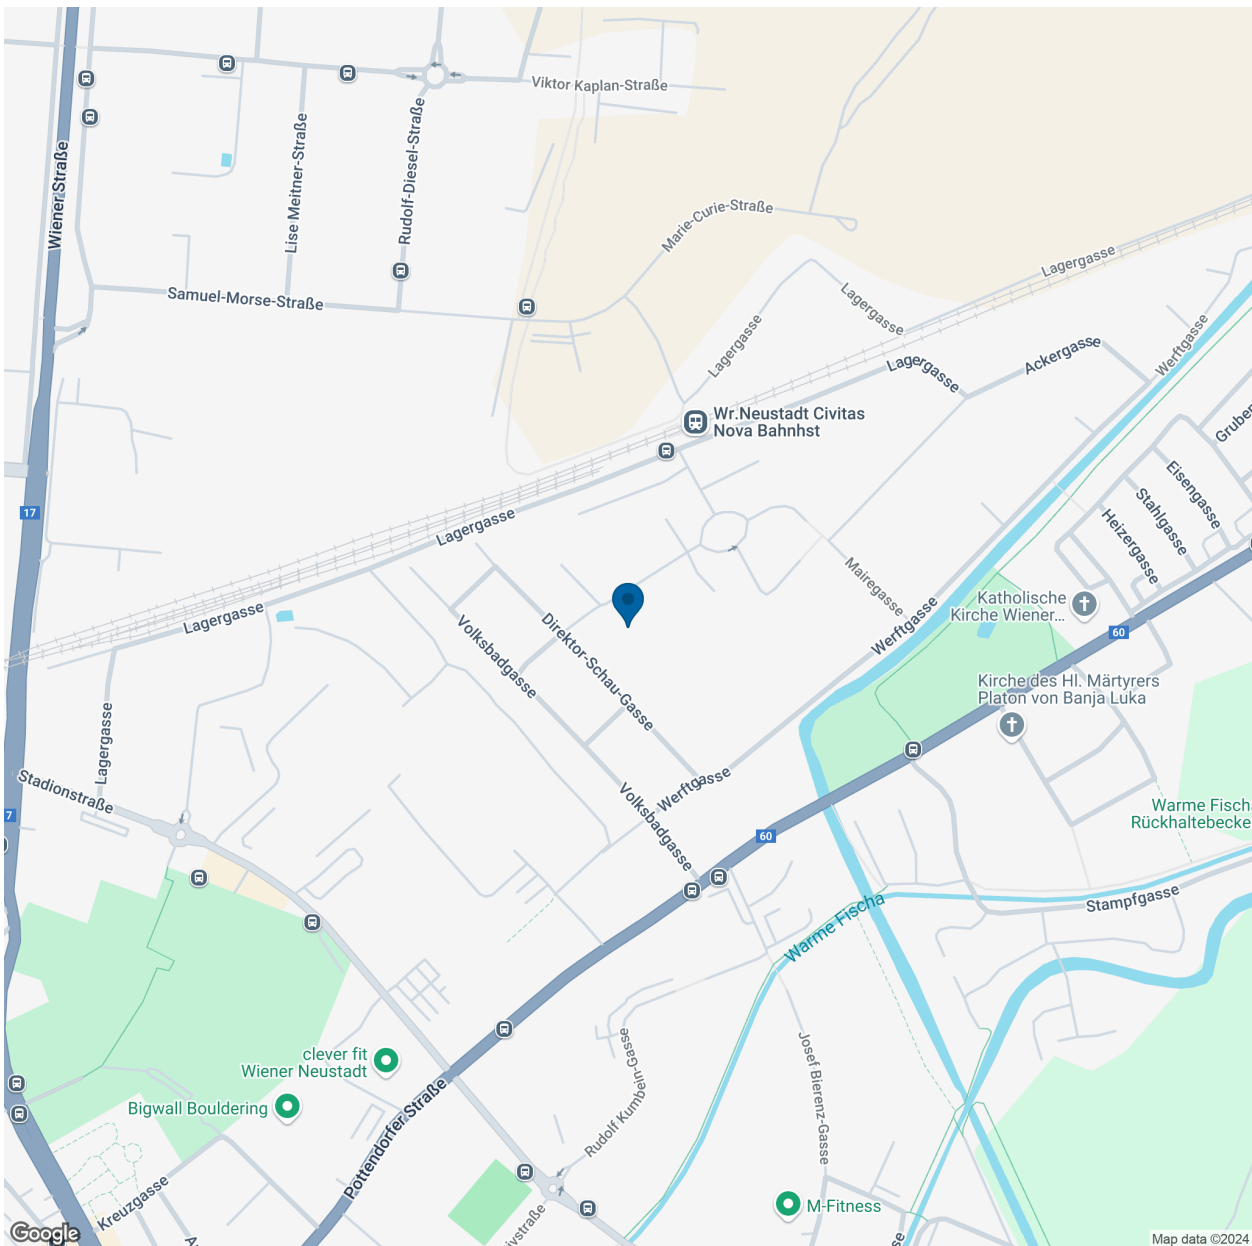 Viktor Kaplan-Straße
Wiener Straße
Lise Meitner-Straße
Rudolf-Diesel-Straße
Marie-Curie-Straße
Samuel-Morse-Straße
Lagergasse
Lagergasse
Lagergasse
Lagergasse
Ackergasse
Werftgasse
Wr.Neustadt Civitas
Nova Bahnhst
Gruben
Eisengasse
Stahlgasse
Heizergasse
17
Lagergasse
Lagergasse
Mairegasse
Katholische
Kirche Wiener...
Werftgasse
60
Direktor-Schau-Gasse
Volksbadgasse
Kirche des Hl. Märtyrers
Platon von Banja Luka
Lagergasse
Stadionstraße
7
Werftgasse
Volksbadgasse
60
Warme Fischa
Rückhaltebecke
Stampfgasse
Warme Fischa
clever fit
Wiener Neustadt
Bigwall Bouldering
Pottendorfer Straße
Rudolf Kumbein-Gasse
Josef Bierenz-Gasse
Kreuzgasse
M-Fitness
Google
Map data ©2024